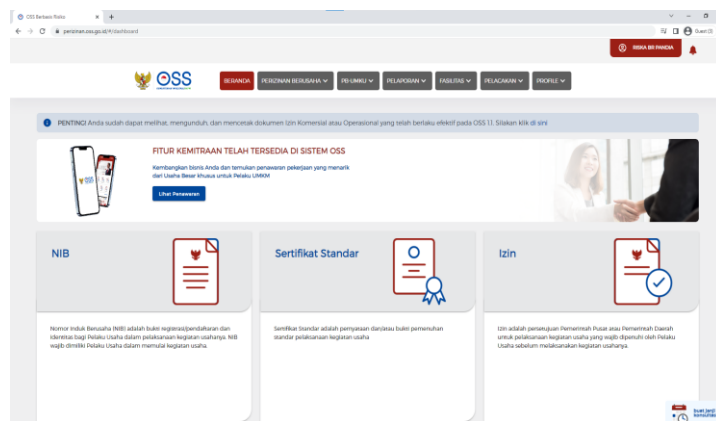 OSS Berbasis Risiko
perizinan.oss.go.id/#/dashboard
Guest (2)
RISKA BR PANDIA
OSS
BERANDA PERIZINAN BERUSAHA PB-UMKU PELAPORAN FASILITAS PELACAKAN PROFILE
PENTING! Anda sudah dapat melihat, mengunduh, dan mencetak dokumen Izin Komersial atau Operasional yang telah berlaku efektif pada OSS 1.1. Silakan klik di sini
FITUR KEMITRAAN TELAH TERSEDIA DI SISTEM OSS
Kembangkan bisnis Anda dan temukan penawaran pekerjaan yang menarik
dari Usaha Besar khusus untuk Pelaku UMKM
Lihat Penawaran
NIB
Sertifikat Standar
Izin
Nomor Induk Berusaha (NIB) adalah bukti registrasi/pendaftaran dan
identitas bagi Pelaku Usaha dalam pelaksanaan kegiatan usahanya. NIB
wajib dimiliki Pelaku Usaha dalam memulai kegiatan usaha.
Sertifikat Standar adalah pernyataan dan/atau bukti pemenuhan
standar pelaksanaan kegiatan usaha
Izin adalah persetujuan Pemerintah Pusat atau Pemerintah Daerah
untuk pelaksanaan kegiatan usaha yang wajib dipenuhi oleh Pelaku
Usaha sebelum melaksanakan kegiatan usahanya.
buat janji
konsultasi